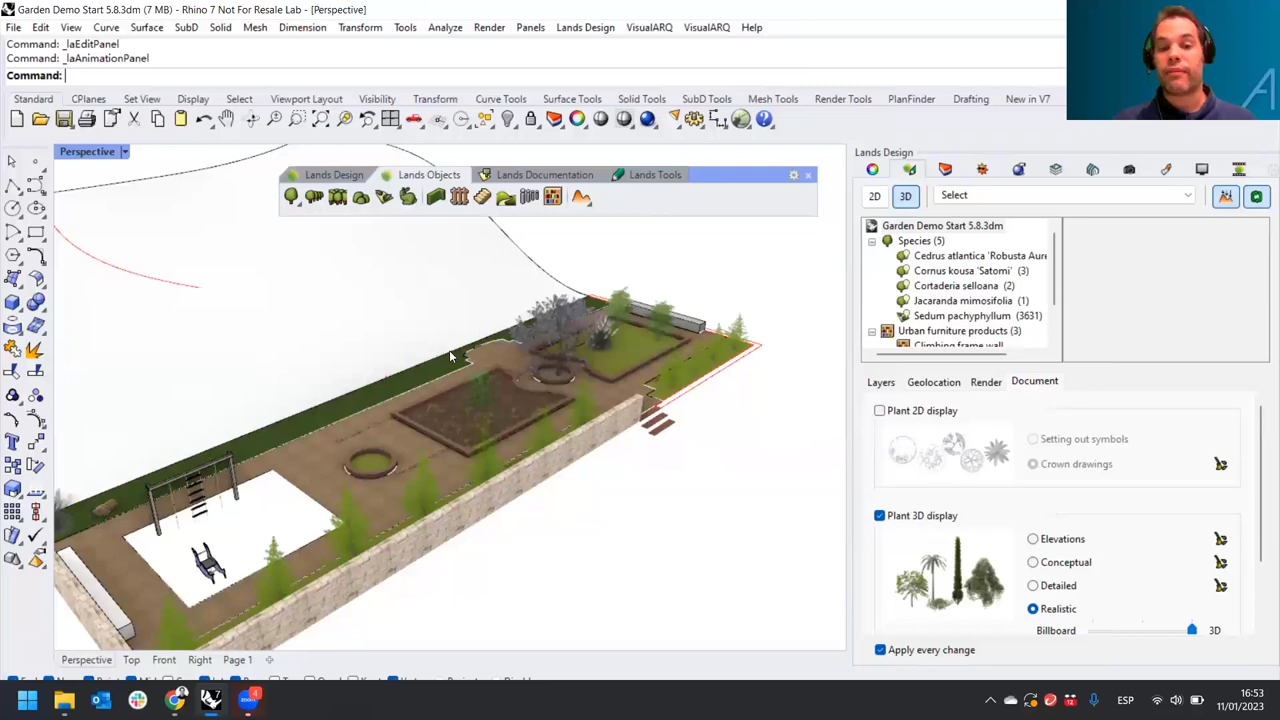 Garden Demo Start 5.8.3dm (7 MB) - Rhino 7 Not For Resale Lab - [Perspective]
File Edit View Curve Surface SubD Solid Mesh Dimension Transform Tools Analyze Render Panels Lands Design VisualARQ VisualARQ Help
Command: _laEditPanel
Command: _laAnimationPanel
Command:
Standard CPlanes Set View Display Select Viewport Layout Visibility Transform Curve Tools Surface Tools Solid Tools SubD Tools Mesh Tools Render Tools PlanFinder Drafting New in V7
Perspective
Lands Design Lands Objects Lands Documentation Lands Tools
Lands Design
2D 3D Select
Garden Demo Start 5.8.3dm
Species (5)
Cedrus atlantica 'Robusta Aure
Cornus kousa 'Satomi' (3)
Cortaderia selloana (2)
Jacaranda mimosifolia (1)
Sedum pachyphyllum (3631)
Urban furniture products (3)
Climbing frame wall
Layers Geolocation Render Document
Plant 2D display
Setting out symbols
Crown drawings
Plant 3D display
Elevations
Conceptual
Detailed
Realistic
Billboard 3D
Apply every change
Perspective Top Front Right Page 1
4
ESP
16:53
11/01/2023